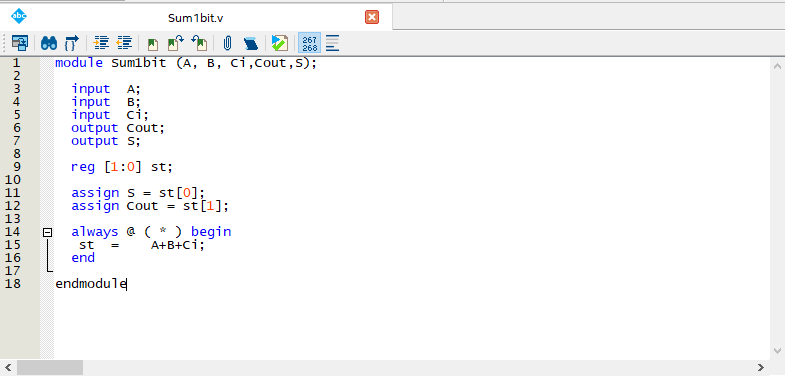 abc
Sum1bit.v
267
268
1 module Sum1bit (A, B, Ci,Cout,S);
2
3 input A;
4 input B;
5 input Ci;
6 output Cout;
7 output S;
8
9 reg [1:0] st;
10
11 assign S = st[0];
12 assign Cout = st[1];
13
14 always @ ( * ) begin
15 st = A+B+Ci;
16 end
17
18 endmodule